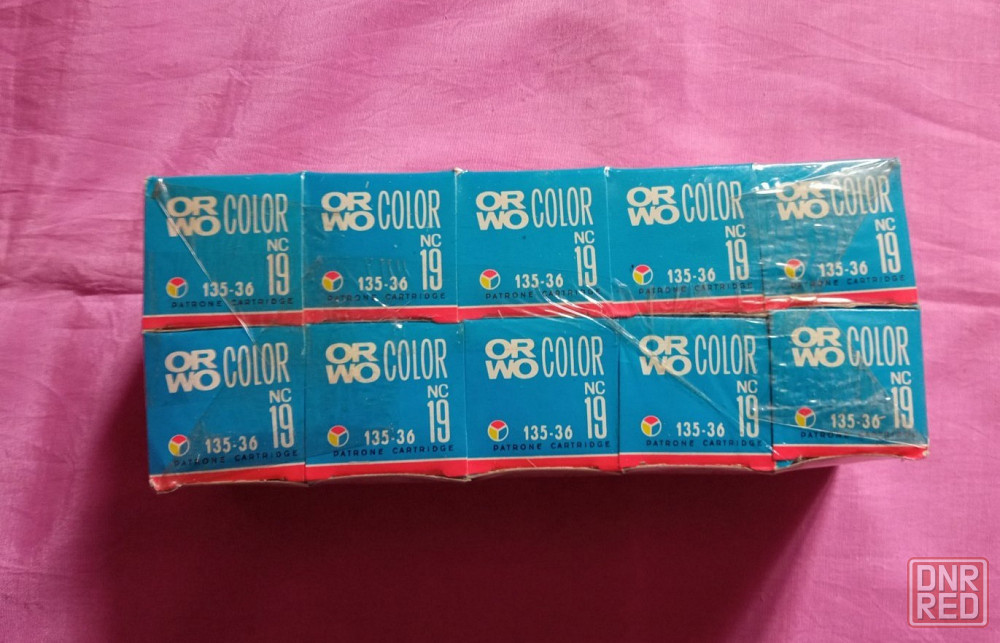 OR WO COLOR NC 19
135-36
PATRONE CARTRIDGE
OR WO COLOR NC 19
135-36
PATRONE CARTRIDGE
OR WO COLOR NC 19
135-36
PATRONE CARTRIDGE
OR WO COLOR NC 19
135-36
PATRONE CARTRIDGE
OR WO COLOR NC 19
135-36
PATRONE CARTRIDGE
OR WO COLOR NC 19
135-36
PATRONE CARTRIDGE
OR WO COLOR NC 19
135-36
PATRONE CARTRIDGE
OR WO COLOR NC 19
135-36
PATRONE CARTRIDGE
OR WO COLOR NC 19
135-36
PATRONE CARTRIDGE
OR WO COLOR NC 19
135-36
PATRONE CARTRIDGE
DNR
RED